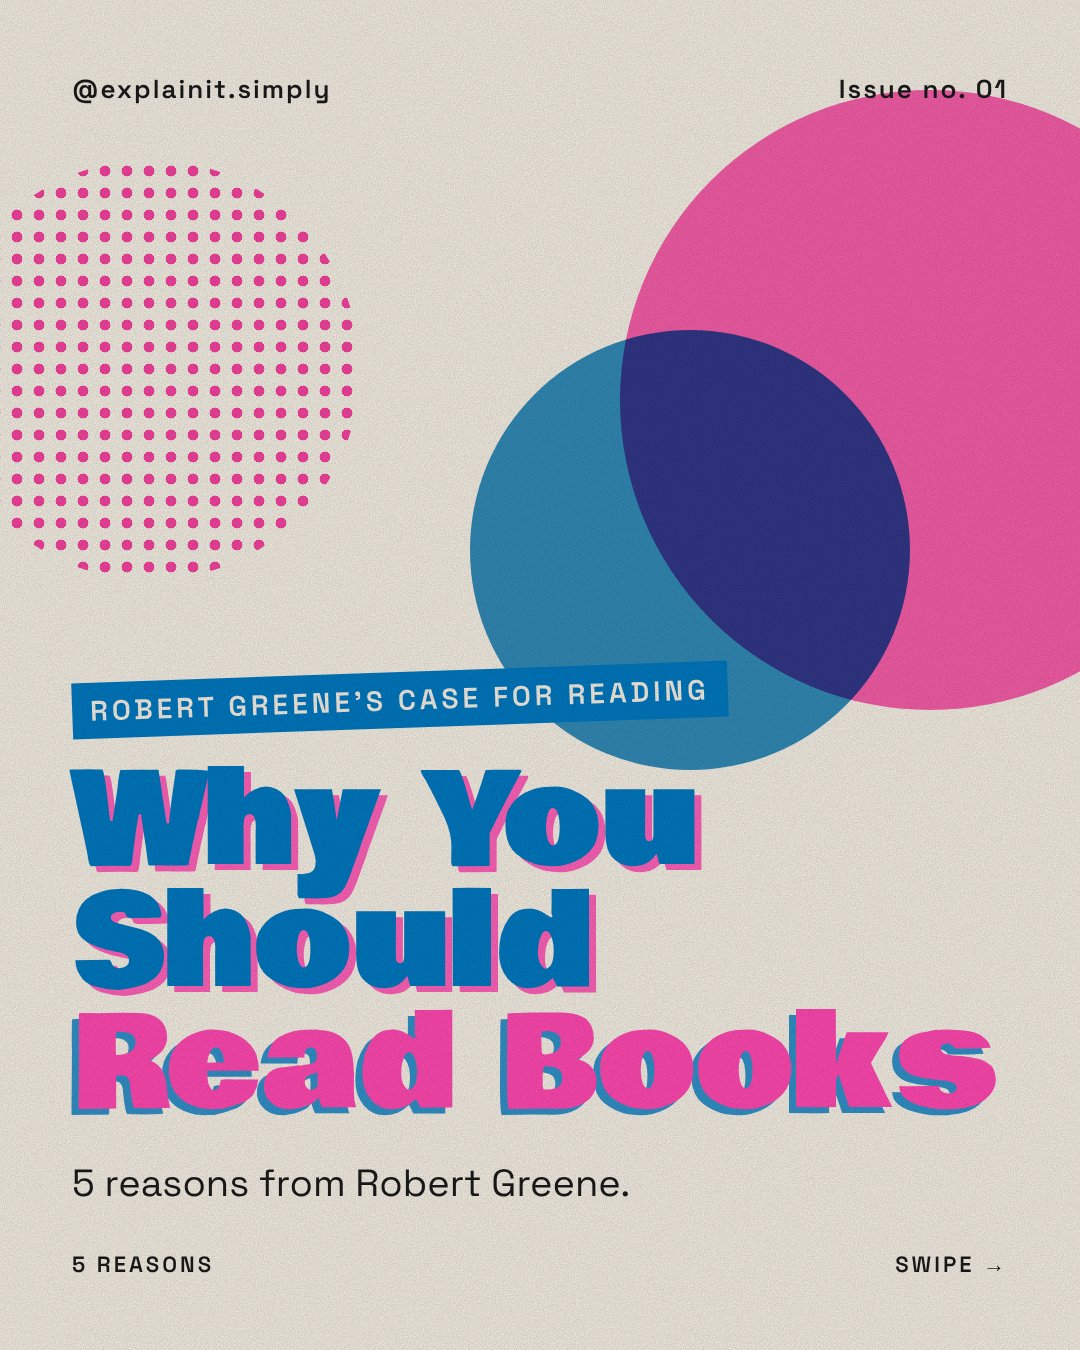 @explainit.simply
Issue no. 01
ROBERT GREENE’S CASE FOR READING
Why You
Should
Read Books
5 reasons from Robert Greene.
5 REASONS
SWIPE →